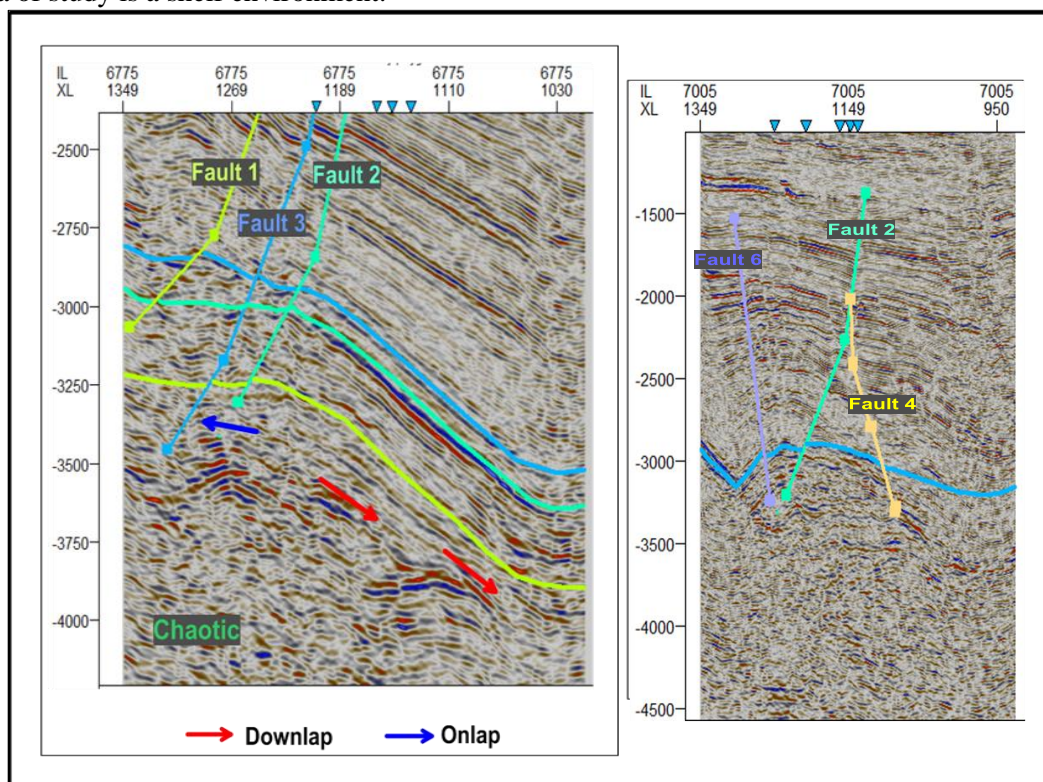 a of study is a shelf environment.
IL 6775 6775 6775 6775 6775
XL 1349 1269 1189 1110 1030
-2500
-2750
-3000
-3250
-3500
-3750
-4000
Fault 1
Fault 2
Fault 3
Chaotic
Downlap Onlap
IL 7005 7005 7005
XL 1349 1149 950
-1500
-2000
-2500
-3000
-3500
-4000
-4500
Fault 2
Fault 6
Fault 4